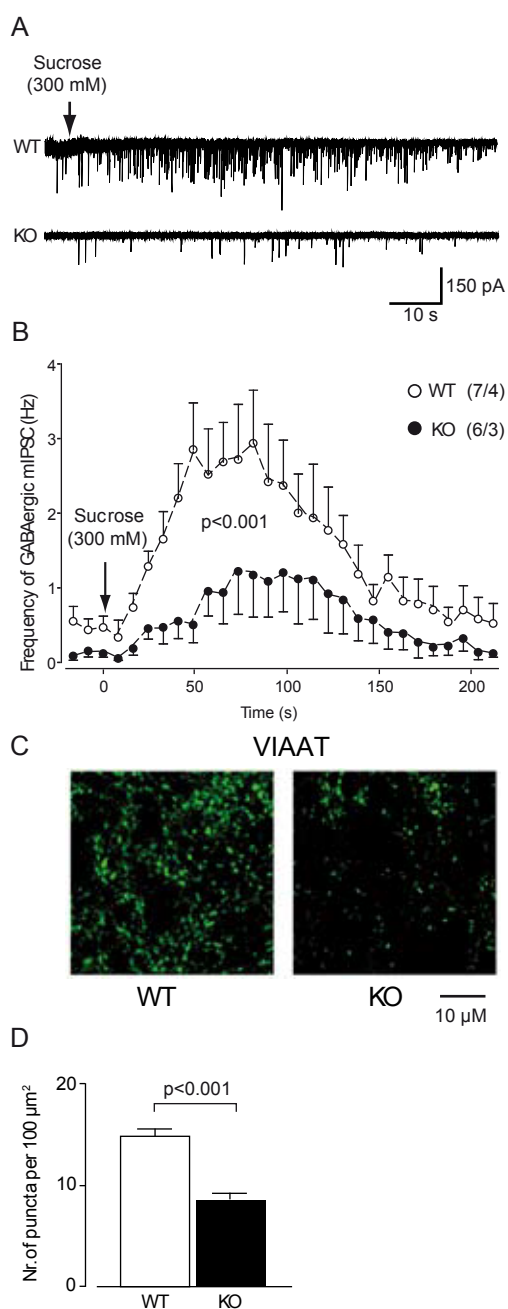 A
Sucrose
(300 mM)
WT
KO
150 pA
10 s
B
Frequency of GABAergic mIPSC (Hz)
4
3
2
1
0
WT (7/4)
KO (6/3)
Sucrose
(300 mM)
p<0.001
0 50 100 150 200
Time (s)
C
VIAAT
WT KO
10 µM
D
Nr. of puncta per 100 µm²
20
10
0
p<0.001
WT KO